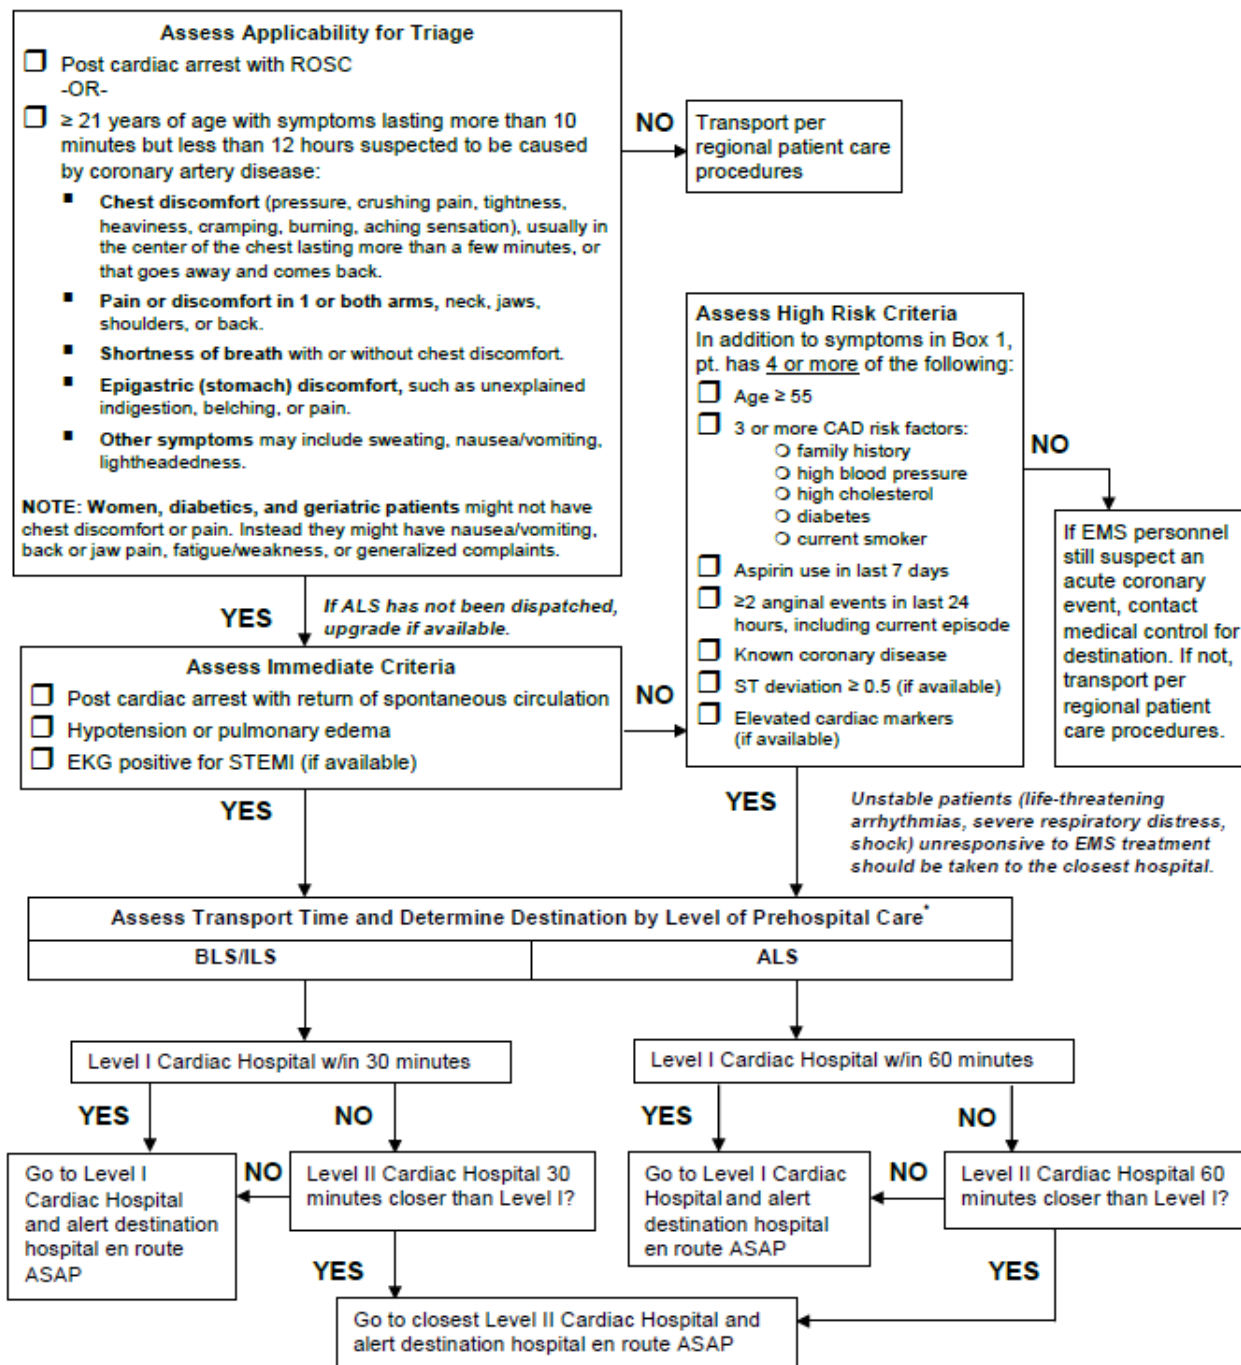 Assess Applicability for Triage
❒ Post cardiac arrest with ROSC
-OR-
❒ ≥ 21 years of age with symptoms lasting more than 10
minutes but less than 12 hours suspected to be caused
by coronary artery disease:
▪ Chest discomfort (pressure, crushing pain, tightness,
heaviness, cramping, burning, aching sensation), usually in
the center of the chest lasting more than a few minutes, or
that goes away and comes back.
▪ Pain or discomfort in 1 or both arms, neck, jaws,
shoulders, or back.
▪ Shortness of breath with or without chest discomfort.
▪ Epigastric (stomach) discomfort, such as unexplained
indigestion, belching, or pain.
▪ Other symptoms may include sweating, nausea/vomiting,
lightheadedness.
NOTE: Women, diabetics, and geriatric patients might not have
chest discomfort or pain. Instead they might have nausea/vomiting,
back or jaw pain, fatigue/weakness, or generalized complaints.
NO
Transport per
regional patient care
procedures
YES
If ALS has not been dispatched,
upgrade if available.
Assess Immediate Criteria
❒ Post cardiac arrest with return of spontaneous circulation
❒ Hypotension or pulmonary edema
❒ EKG positive for STEMI (if available)
NO
Assess High Risk Criteria
In addition to symptoms in Box 1,
pt. has 4 or more of the following:
❒ Age ≥ 55
❒ 3 or more CAD risk factors:
❍ family history
❍ high blood pressure
❍ high cholesterol
❍ diabetes
❍ current smoker
❒ Aspirin use in last 7 days
❒ ≥2 anginal events in last 24
hours, including current episode
❒ Known coronary disease
❒ ST deviation ≥ 0.5 (if available)
❒ Elevated cardiac markers
(if available)
NO
If EMS personnel
still suspect an
acute coronary
event, contact
medical control for
destination. If not,
transport per
regional patient
care procedures.
YES
YES
Unstable patients (life-threatening
arrhythmias, severe respiratory distress,
shock) unresponsive to EMS treatment
should be taken to the closest hospital.
Assess Transport Time and Determine Destination by Level of Prehospital Care*
BLS/ILS
ALS
Level I Cardiac Hospital w/in 30 minutes
Level I Cardiac Hospital w/in 60 minutes
YES
NO
YES
NO
Go to Level I
Cardiac Hospital
and alert destination
hospital en route
ASAP
NO
Level II Cardiac Hospital 30
minutes closer than Level I?
Go to Level I Cardiac
Hospital and alert
destination hospital
en route ASAP
NO
Level II Cardiac Hospital 60
minutes closer than Level I?
YES
YES
Go to closest Level II Cardiac Hospital and
alert destination hospital en route ASAP